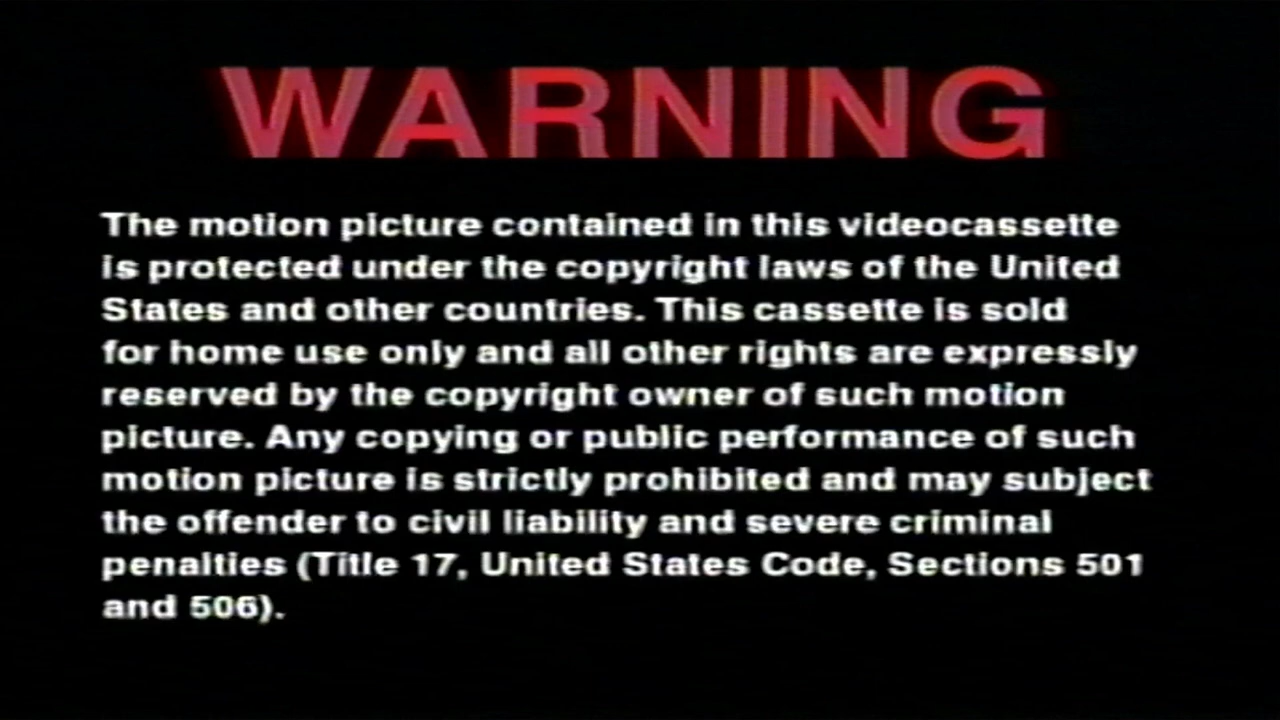 WARNING
The motion picture contained in this videocassette
is protected under the copyright laws of the United
States and other countries. This cassette is sold
for home use only and all other rights are expressly
reserved by the copyright owner of such motion
picture. Any copying or public performance of such
motion picture is strictly prohibited and may subject
the offender to civil liability and severe criminal
penalties (Title 17, United States Code, Sections 501
and 506).